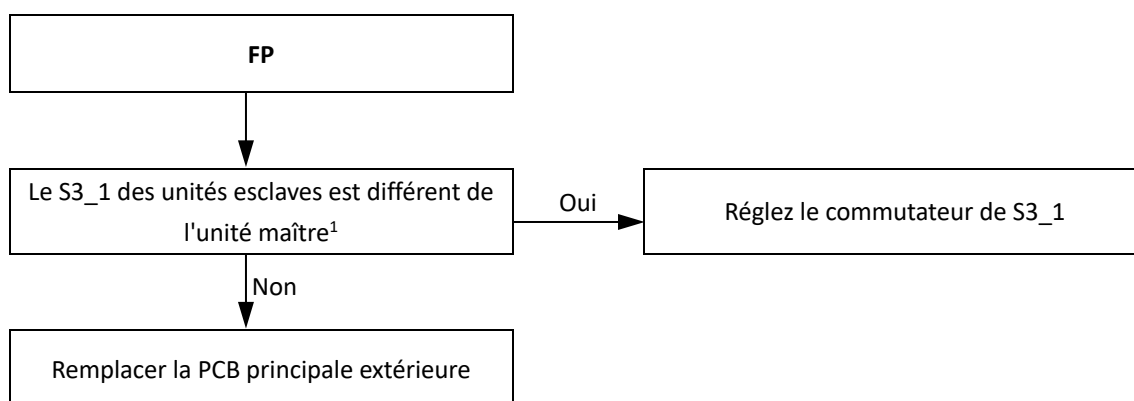 FP
Le S3_1 des unités esclaves est différent de
l'unité maître¹
Oui
Réglez le commutateur de S3_1
Non
Remplacer la PCB principale extérieure